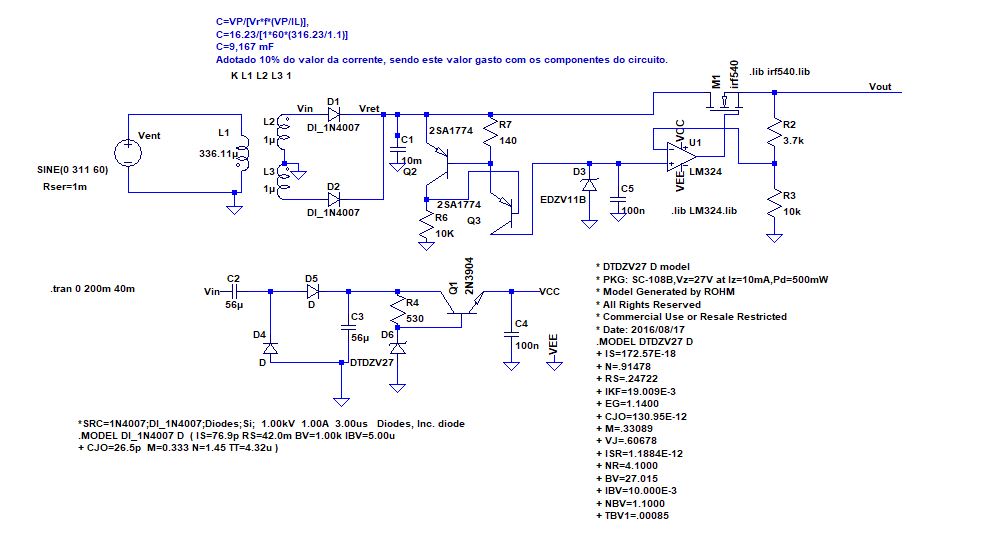 C=VP/[Vr*f*(VP/IL)],
C=16.23/[1*60*(316.23/1.1)]
C=9,167 mF
Adotado 10% do valor da corrente, sendo este valor gasto com os componentes do circuito.
K L1 L2 L3 1
M1
irf540
.lib irf540.lib
Vout
Vin
D1
Vret
DI_1N4007
L2
1µ
Vent
L1
336.11µ
SINE(0 311 60)
Rser=1m
L3
1µ
D2
DI_1N4007
C1
10m
2SA1774
Q2
R7
140
2SA1774
Q3
R6
10K
D3
EDZV11B
C5
100n
VCC
U1
VEE
LM324
.lib LM324.lib
R2
3.7k
R3
10k
.tran 0 200m 40m
Vin
C2
56µ
D5
D
D4
D
C3
56µ
R4
530
D6
DTDZV27
Q1
2N3904
VCC
C4
100n
VEE
* DTDZV27 D model
* PKG: SC-108B,Vz=27V at Iz=10mA,Pd=500mW
* Model Generated by ROHM
* All Rights Reserved
* Commercial Use or Resale Restricted
* Date: 2016/08/17
.MODEL DTDZV27 D
+ IS=172.57E-18
+ N=.91478
+ RS=.24722
+ IKF=19.009E-3
+ EG=1.1400
+ CJO=130.95E-12
+ M=.33089
+ VJ=.60678
+ ISR=1.1884E-12
+ NR=4.1000
+ BV=27.015
+ IBV=10.000E-3
+ NBV=1.1000
+ TBV1=.00085
*SRC=1N4007;DI_1N4007;Diodes;Si; 1.00kV 1.00A 3.00us Diodes, Inc. diode
.MODEL DI_1N4007 D ( IS=76.9p RS=42.0m BV=1.00k IBV=5.00u
+ CJO=26.5p M=0.333 N=1.45 TT=4.32u )